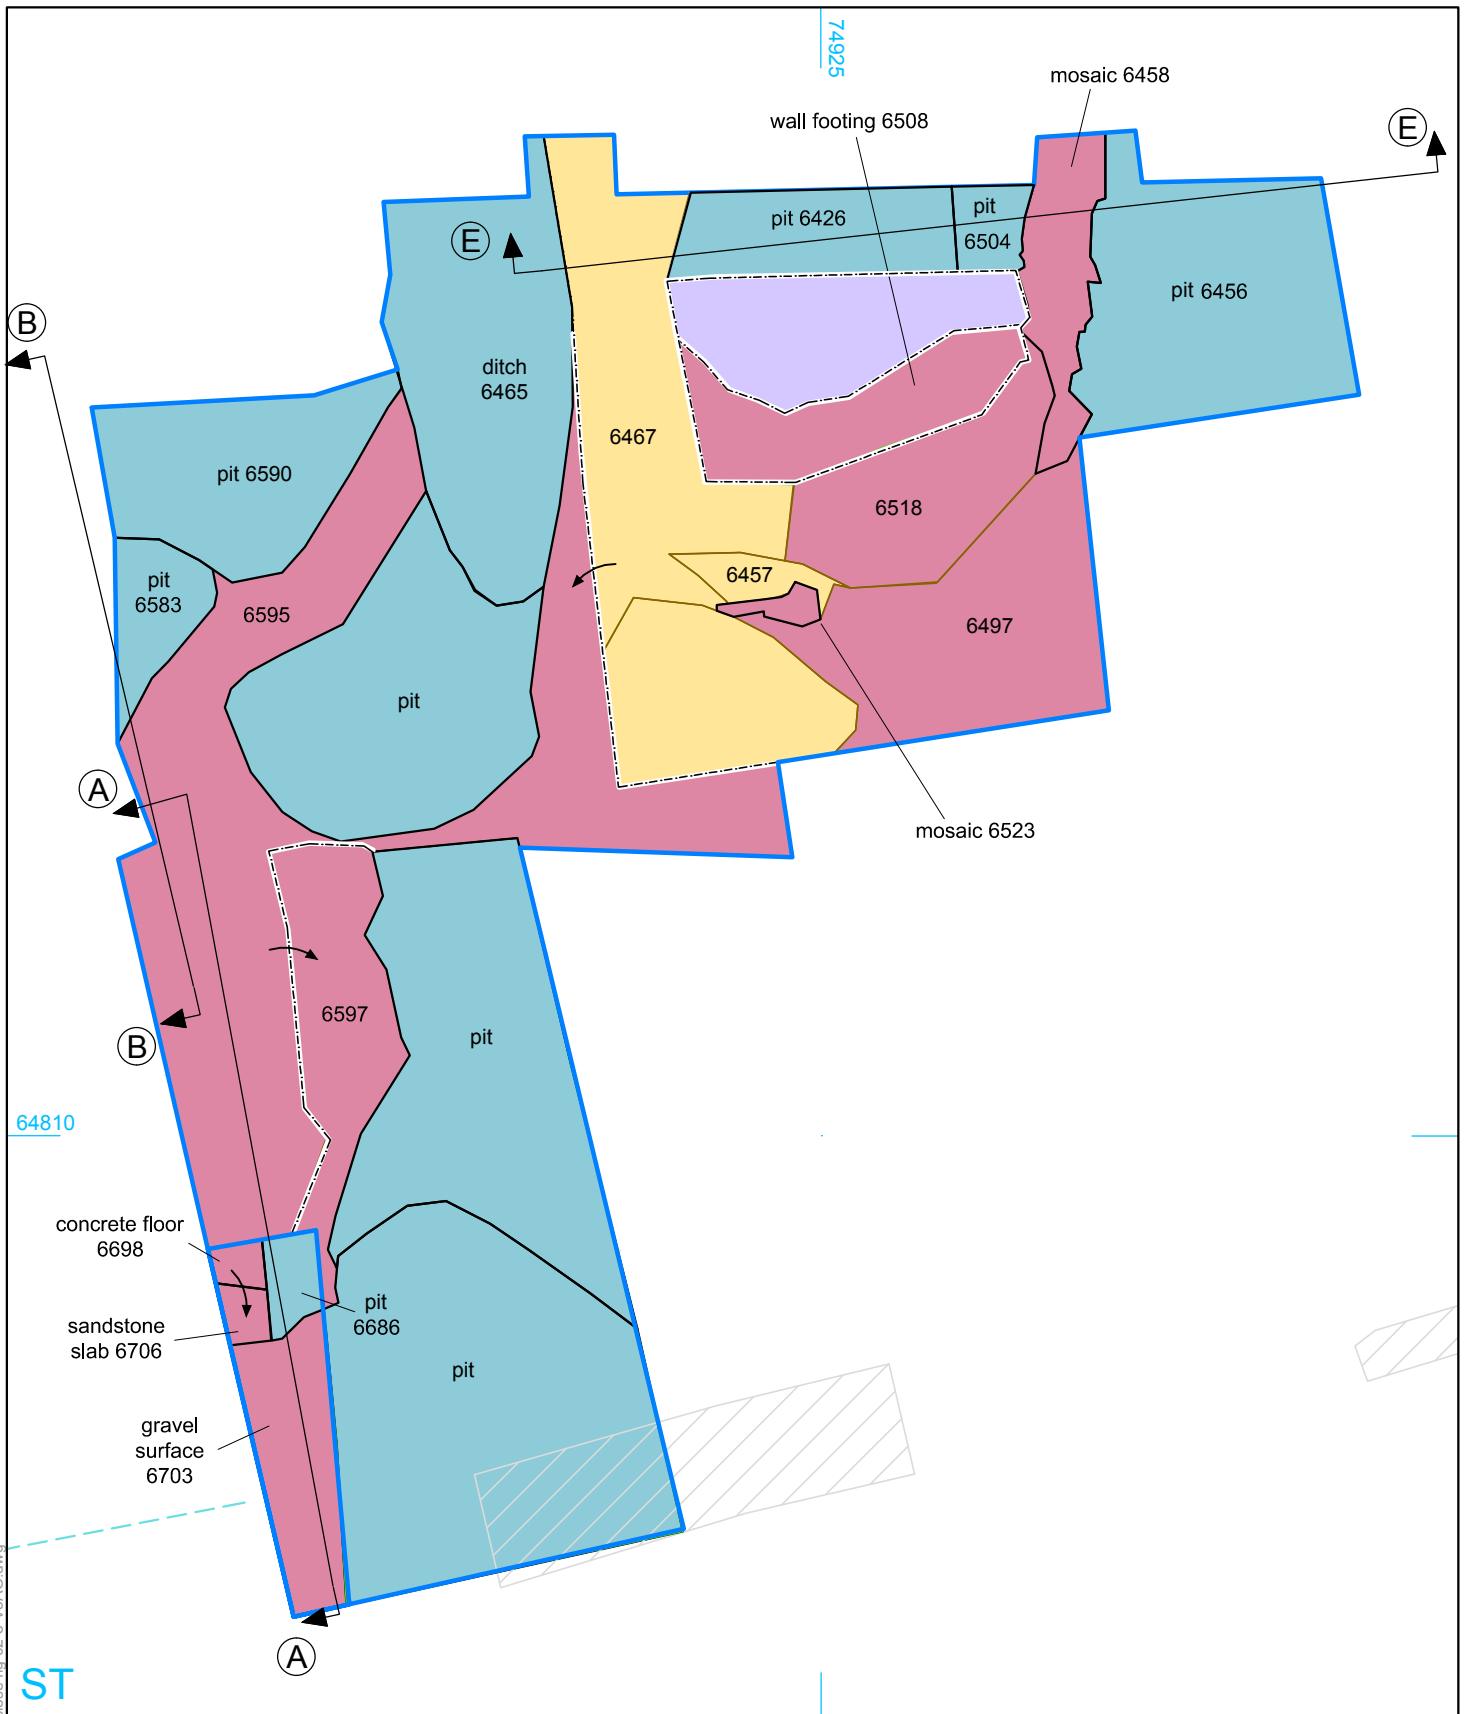 74925
mosaic 6458
wall footing 6508
E
E
pit 6426
pit
6504
pit 6456
B
ditch
6465
6467
pit 6590
6518
pit
6583
6457
6595
6497
pit
A
mosaic 6523
6597
pit
B
64810
concrete floor
6698
pit
6686
sandstone
slab 6706
pit
gravel
surface
6703
A
ST